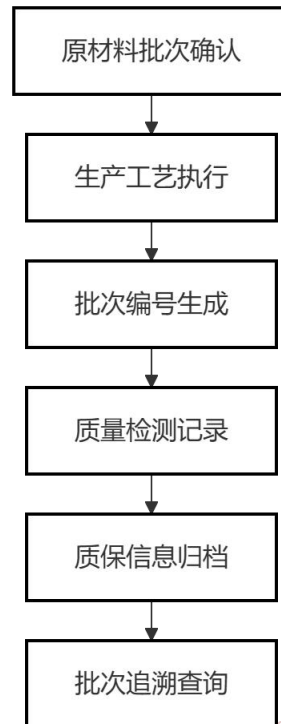 原材料批次确认
生产工艺执行
批次编号生成
质量检测记录
质保信息归档
批次追溯查询